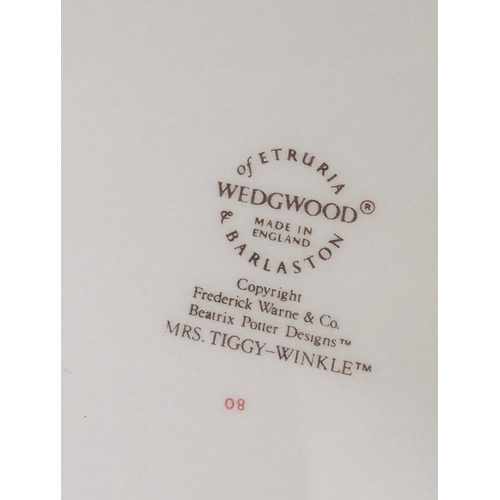 of ETRURIA
WEDGWOOD®
MADE IN
ENGLAND
& BARLASTON
Copyright
Frederick Warne & Co.
Beatrix Potter Designs™
MRS. TIGGY-WINKLE™
08